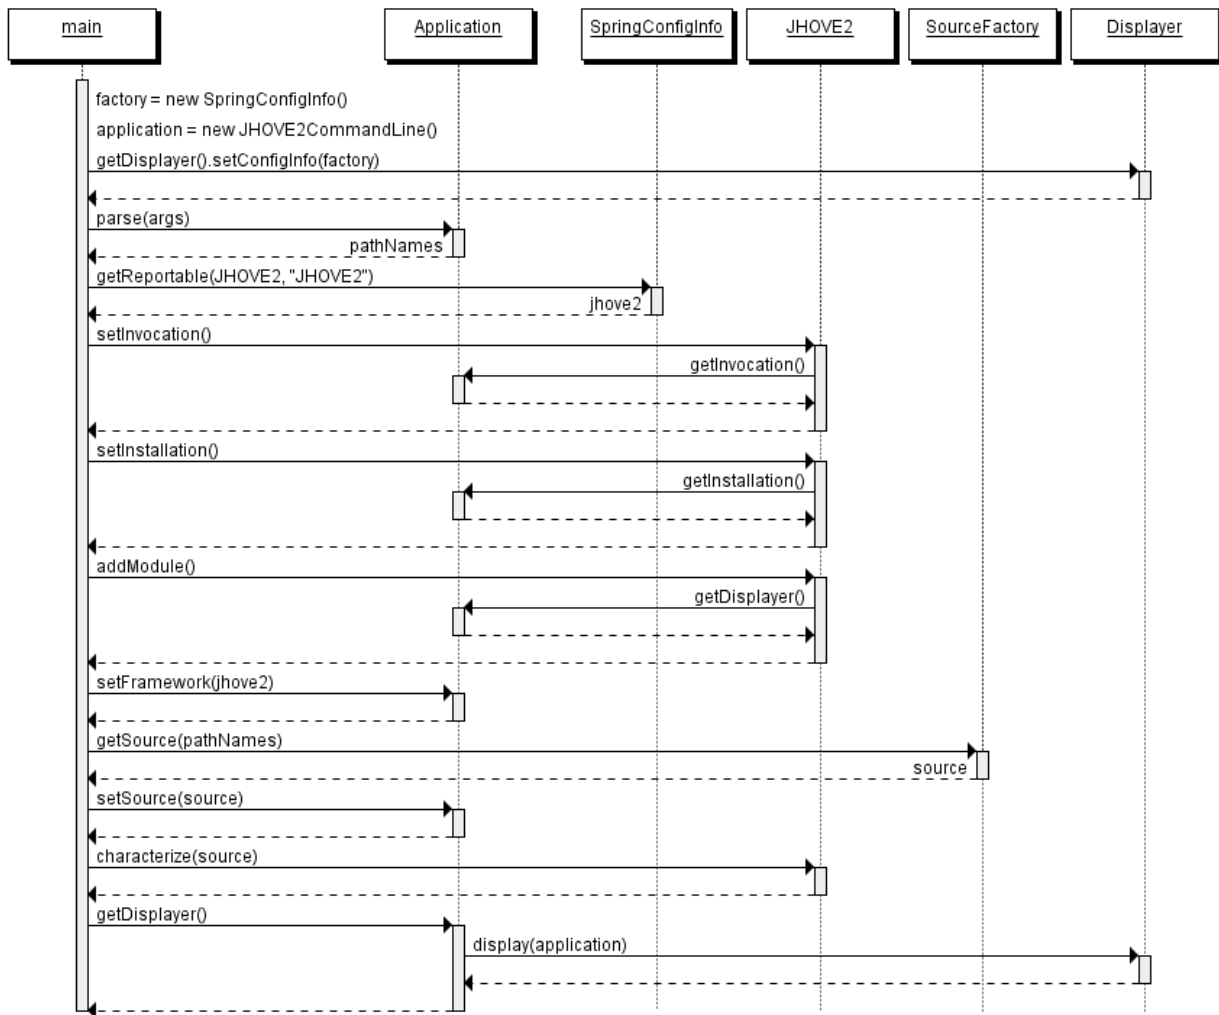 main
Application
SpringConfigInfo
JHOVE2
SourceFactory
Displayer
factory = new SpringConfigInfo()
application = new JHOVE2CommandLine()
getDisplayer().setConfigInfo(factory)
parse(args)
pathNames
getReportable(JHOVE2, "JHOVE2")
jhove2
setInvocation()
getInvocation()
setInstallation()
getInstallation()
addModule()
getDisplayer()
setFramework(jhove2)
getSource(pathNames)
source
setSource(source)
characterize(source)
getDisplayer()
display(application)